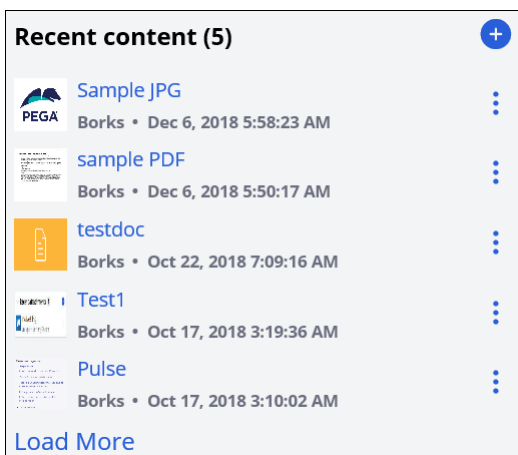 Recent content (5)
Sample JPG
PEGA
Borks • Dec 6, 2018 5:58:23 AM
sample PDF
Borks • Dec 6, 2018 5:50:17 AM
testdoc
Borks • Oct 22, 2018 7:09:16 AM
Test1
Borks • Oct 17, 2018 3:19:36 AM
Pulse
Borks • Oct 17, 2018 3:10:02 AM
Load More